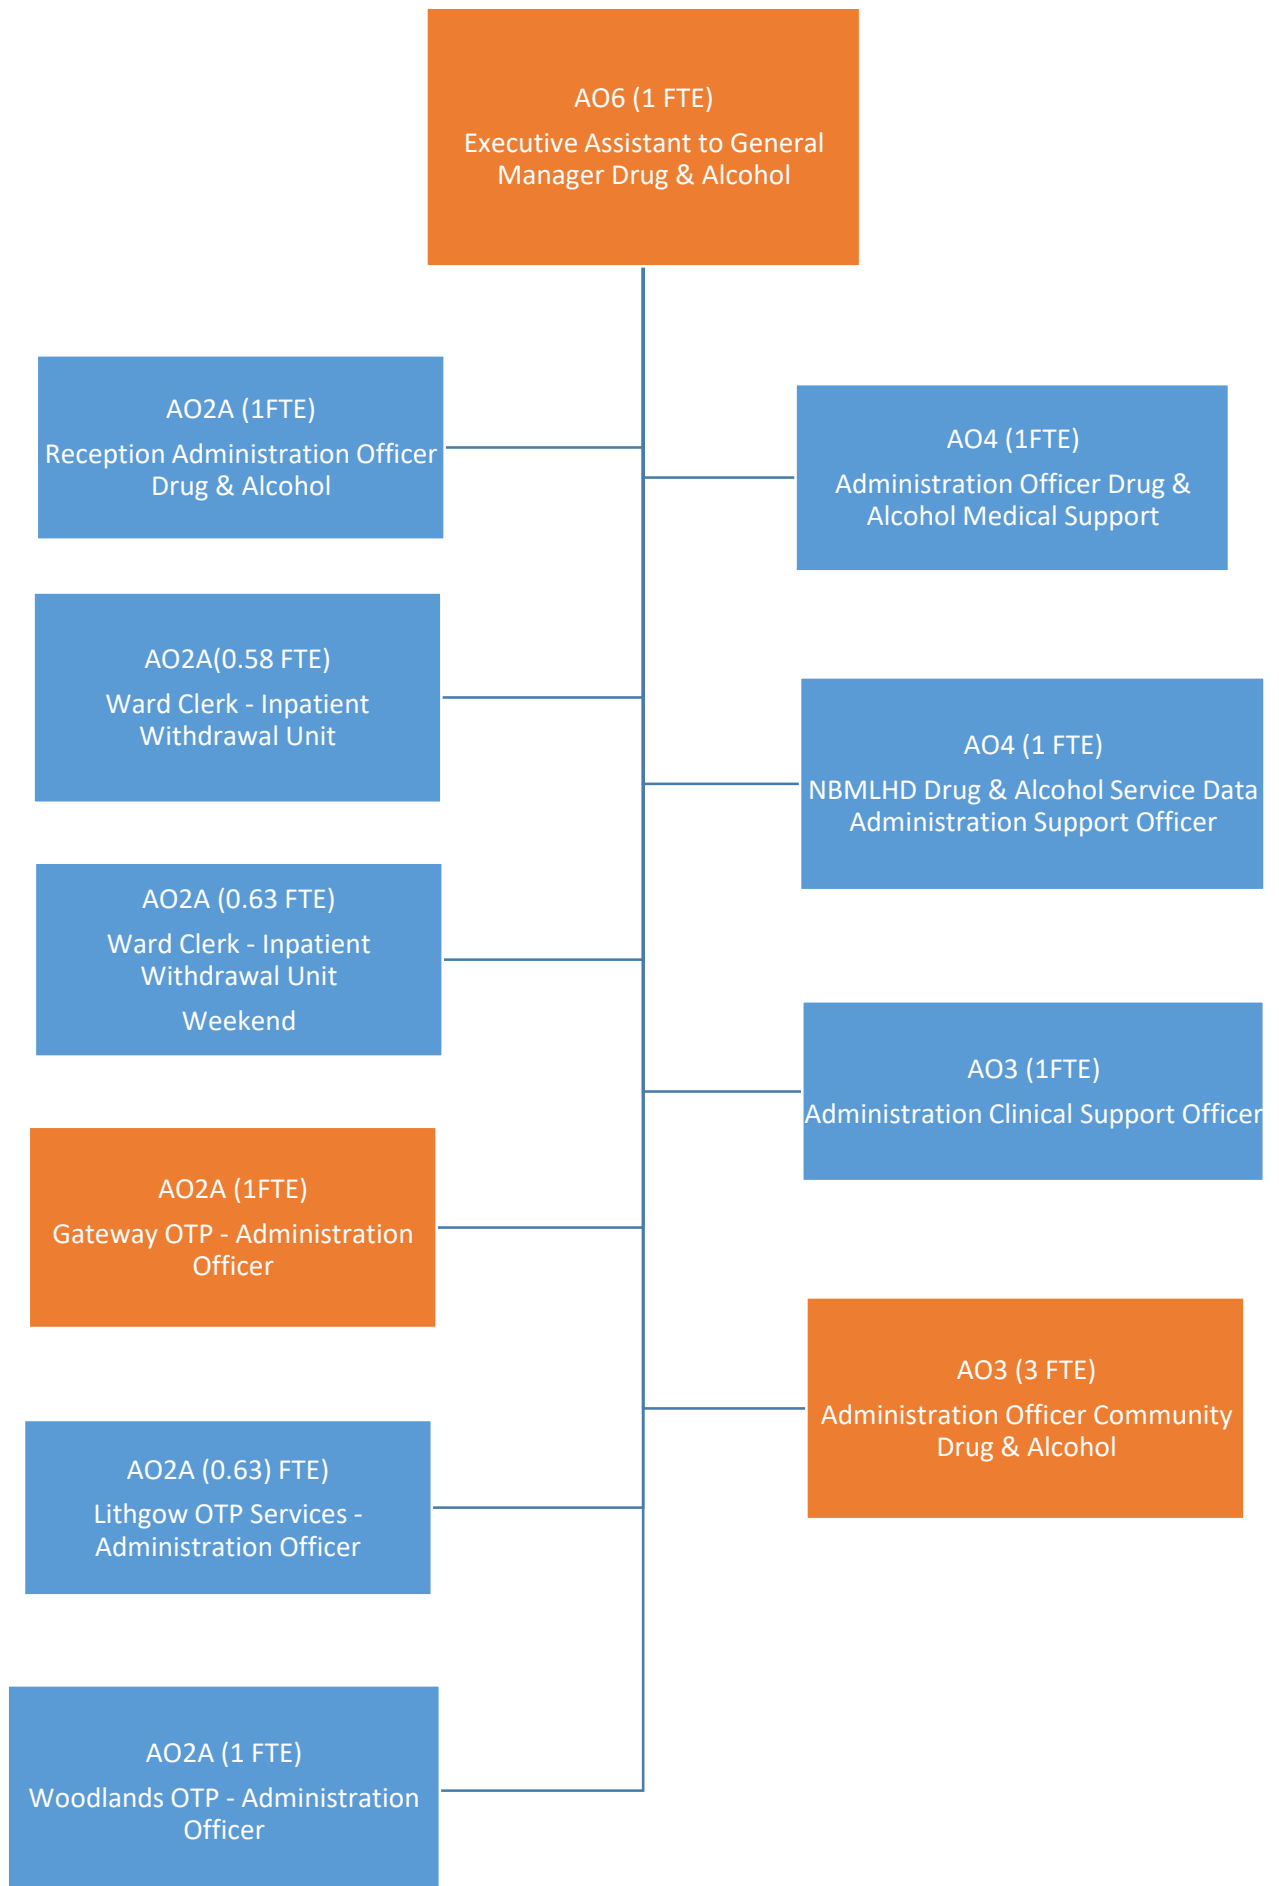 AO6 (1 FTE)
Executive Assistant to General
Manager Drug & Alcohol
AO2A (1FTE)
Reception Administration Officer
Drug & Alcohol
AO4 (1FTE)
Administration Officer Drug &
Alcohol Medical Support
AO2A(0.58 FTE)
Ward Clerk - Inpatient
Withdrawal Unit
AO4 (1 FTE)
NBMLHD Drug & Alcohol Service Data
Administration Support Officer
AO2A (0.63 FTE)
Ward Clerk - Inpatient
Withdrawal Unit
Weekend
AO3 (1FTE)
Administration Clinical Support Officer
AO2A (1FTE)
Gateway OTP - Administration
Officer
AO3 (3 FTE)
Administration Officer Community
Drug & Alcohol
AO2A (0.63) FTE)
Lithgow OTP Services -
Administration Officer
AO2A (1 FTE)
Woodlands OTP - Administration
Officer